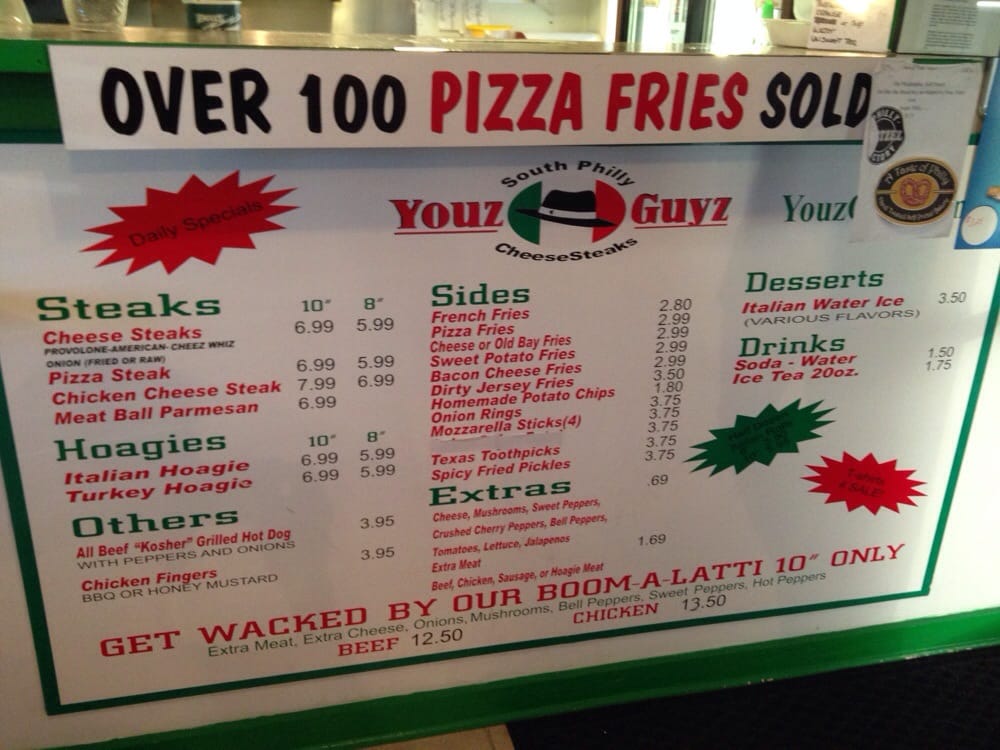 OVER 100 PIZZA FRIES SOLD
Daily Specials
South Philly
Youz Guyz
CheeseSteaks
Youz
A Taste of Philly
Steaks 10" 8"
Cheese Steaks 6.99 5.99
PROVOLONE-AMERICAN-CHEEZ WHIZ
ONION (FRIED OR RAW)
Pizza Steak 6.99 5.99
Chicken Cheese Steak 7.99 6.99
Meat Ball Parmesan 6.99
Hoagies 10" 8"
Italian Hoagie 6.99 5.99
Turkey Hoagie 6.99 5.99
Others
All Beef "Kosher" Grilled Hot Dog 3.95
WITH PEPPERS AND ONIONS
Chicken Fingers 3.95
BBQ OR HONEY MUSTARD
Sides
French Fries 2.80
Pizza Fries 2.99
Cheese or Old Bay Fries 2.99
Sweet Potato Fries 2.99
Bacon Cheese Fries 2.99
Dirty Jersey Fries 3.50
Homemade Potato Chips 1.80
Onion Rings 3.75
Mozzarella Sticks(4) 3.75
3.75
Texas Toothpicks 3.75
Spicy Fried Pickles
Extras .69
Cheese, Mushrooms, Sweet Peppers,
Crushed Cherry Peppers, Bell Peppers,
Tomatoes, Lettuce, Jalapenos
Extra Meat 1.69
Beef, Chicken, Sausage, or Hoagie Meat
Desserts
Italian Water Ice 3.50
(VARIOUS FLAVORS)
Drinks
Soda - Water 1.50
Ice Tea 20oz. 1.75
T-shirts
4 SALE!
GET WACKED BY OUR BOOM-A-LATTI 10" ONLY
Extra Meat, Extra Cheese, Onions, Mushrooms, Bell Peppers, Sweet Peppers, Hot Peppers
BEEF 12.50 CHICKEN 13.50